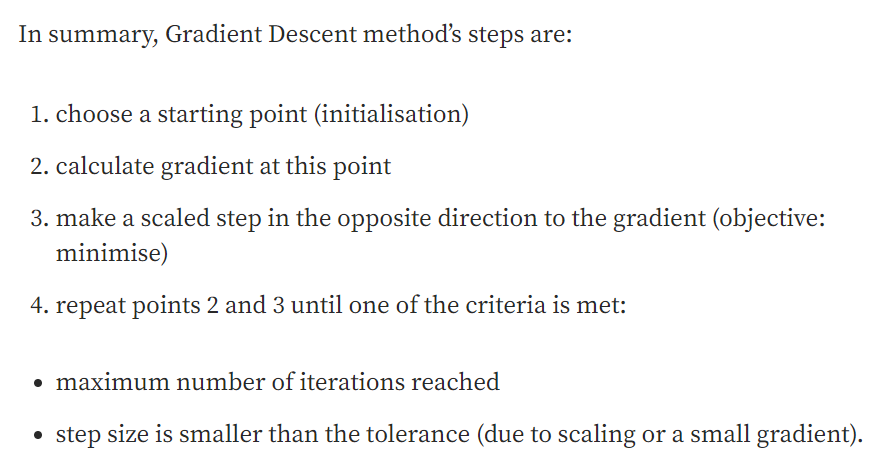 In summary, Gradient Descent method’s steps are:
1. choose a starting point (initialisation)
2. calculate gradient at this point
3. make a scaled step in the opposite direction to the gradient (objective:
minimise)
4. repeat points 2 and 3 until one of the criteria is met:
• maximum number of iterations reached
• step size is smaller than the tolerance (due to scaling or a small gradient).